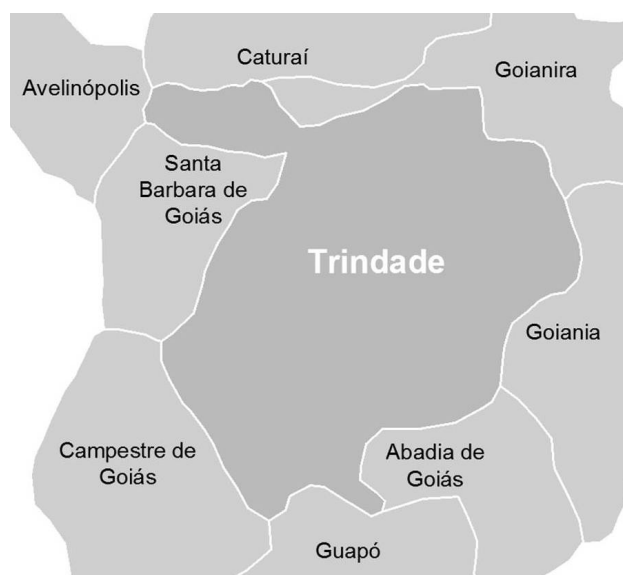 Caturaí
Goianira
Avelinópolis
Santa
Barbara de
Goiás
Trindade
Goiania
Campestre de
Goiás
Abadia de
Goiás
Guapó